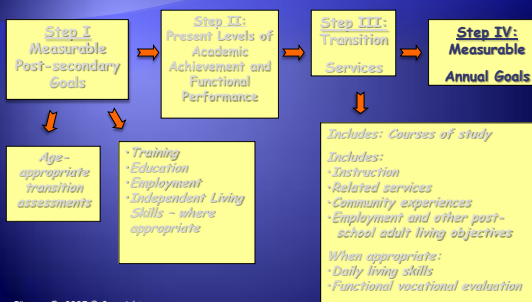 Step I
Measurable
Post-secondary
Goals
Step II:
Present Levels of
Academic
Achievement and
Functional
Performance
Step III:
Transition
Services
Step IV:
Measurable
Annual Goals
Age-
appropriate
transition
assessments
•Training
•Education
•Employment
•Independent Living
Skills – where
appropriate
Includes: Courses of study
Includes:
•Instruction
•Related services
•Community experiences
•Employment and other post-
school adult living objectives
When appropriate:
•Daily living skills
•Functional vocational evaluation